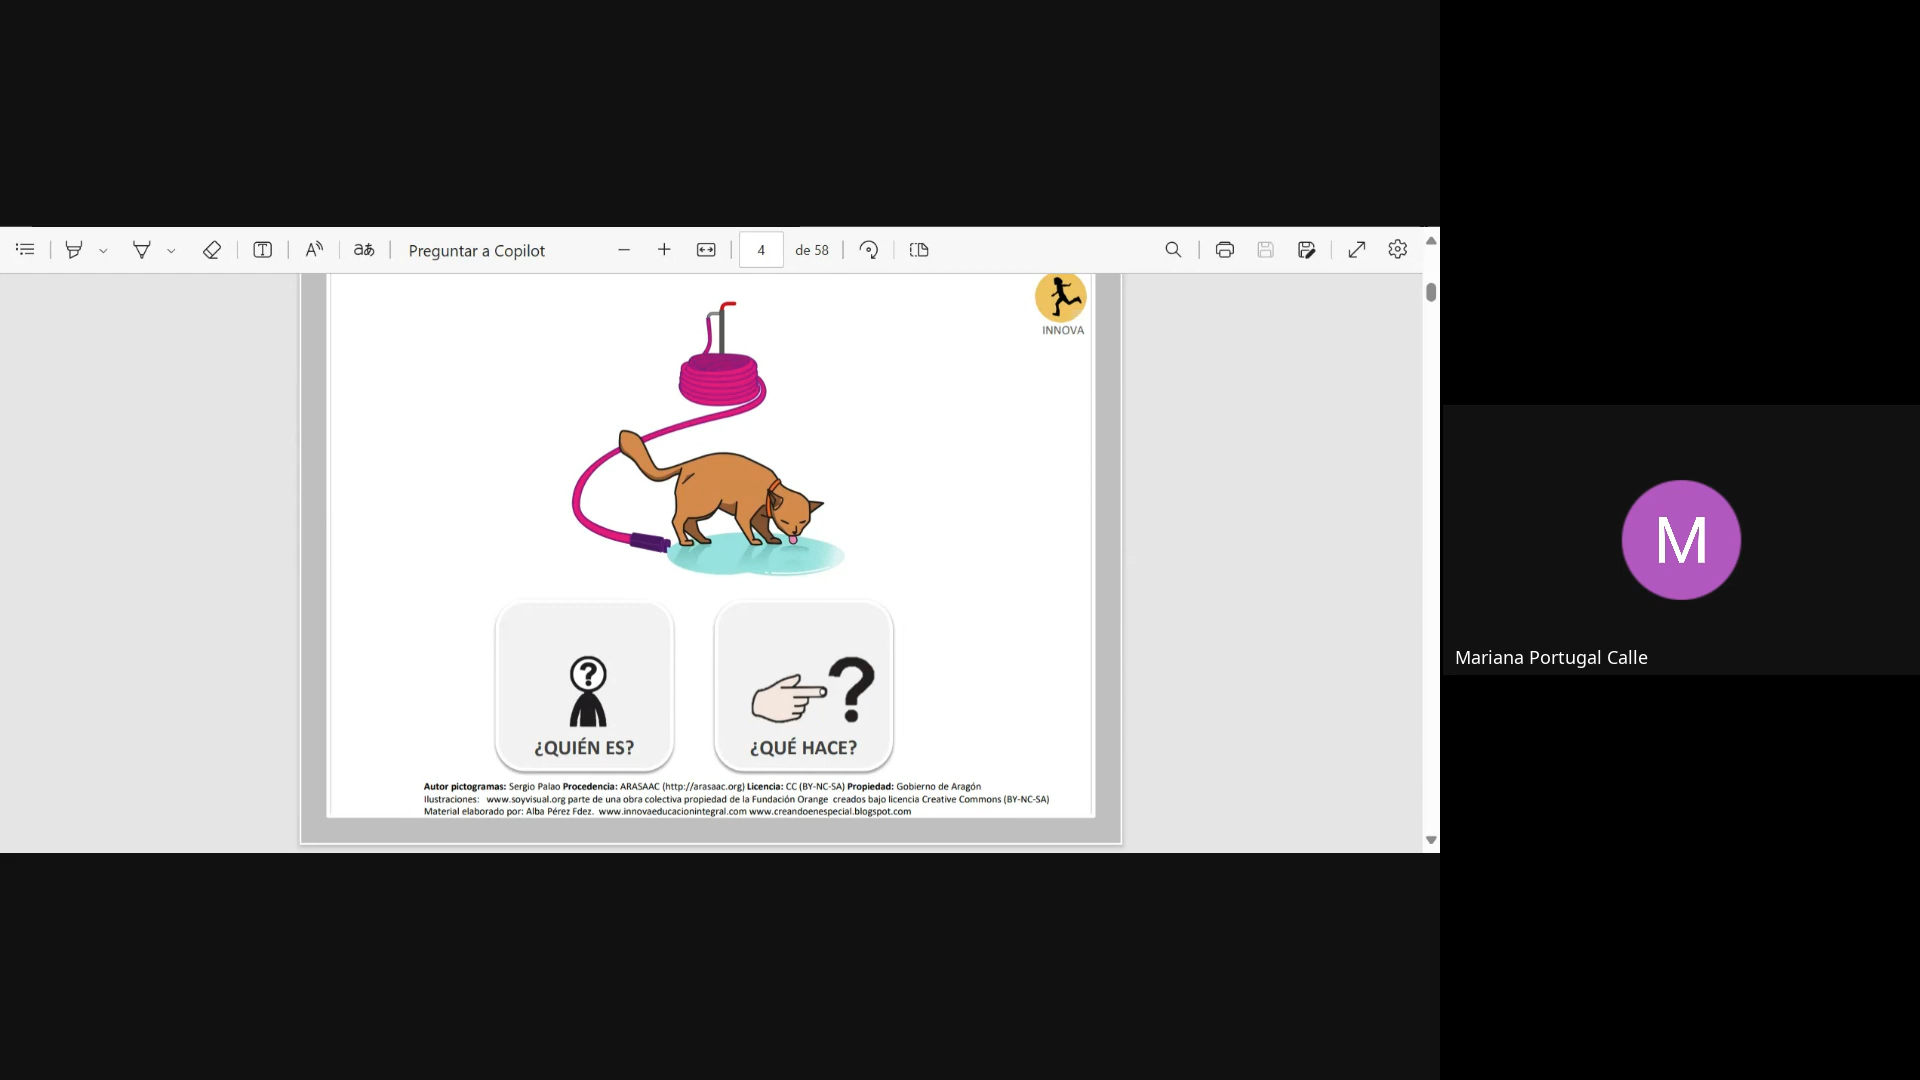 Preguntar a Copilot
4 de 58
INNOVA
¿QUIÉN ES?
¿QUÉ HACE?
Autor pictogramas: Sergio Palao Procedencia: ARASAAC (http://arasaac.org) Licencia: CC (BY-NC-SA) Propiedad: Gobierno de Aragón
Ilustraciones: www.soyvisual.org parte de una obra colectiva propiedad de la Fundación Orange creados bajo licencia Creative Commons (BY-NC-SA)
Material elaborado por: Alba Pérez Fdez. www.innovaeducacionintegral.com www.creandoenespecial.blogspot.com
M
Mariana Portugal Calle